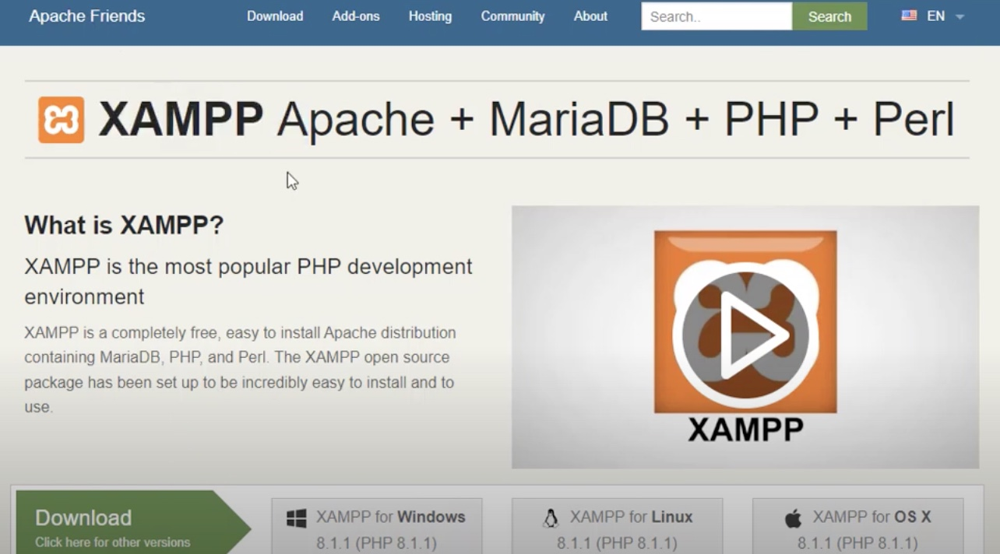 Apache Friends
Download
Add-ons
Hosting
Community
About
Search..
Search
EN
XAMPP Apache + MariaDB + PHP + Perl
What is XAMPP?
XAMPP is the most popular PHP development
environment
XAMPP is a completely free, easy to install Apache distribution
containing MariaDB, PHP, and Perl. The XAMPP open source
package has been set up to be incredibly easy to install and to
use.
XAMPP
Download
Click here for other versions
XAMPP for Windows
8.1.1 (PHP 8.1.1)
XAMPP for Linux
8.1.1 (PHP 8.1.1)
XAMPP for OS X
8.1.1 (PHP 8.1.1)